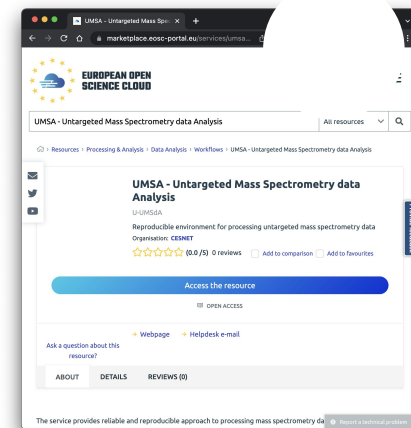 UMSA - Untargeted Mass Spec
marketplace.eosc-portal.eu/services/umsa...
EUROPEAN OPEN
SCIENCE CLOUD
UMSA - Untargeted Mass Spectrometry data Analysis
All resources
Resources › Processing & Analysis › Data Analysis › Workflows › UMSA - Untargeted Mass Spectrometry data Analysis
UMSA - Untargeted Mass Spectrometry data
Analysis
U-UMSdA
Reproducible environment for processing untargeted mass spectrometry data
Organisation: CESNET
(0.0 /5) 0 reviews Add to comparison Add to favourites
Access the resource
OPEN ACCESS
Webpage Helpdesk e-mail
Ask a question about this
resource?
ABOUT DETAILS REVIEWS (0)
The service provides reliable and reproducible approach to processing mass spectrometry da
Report a technical problem